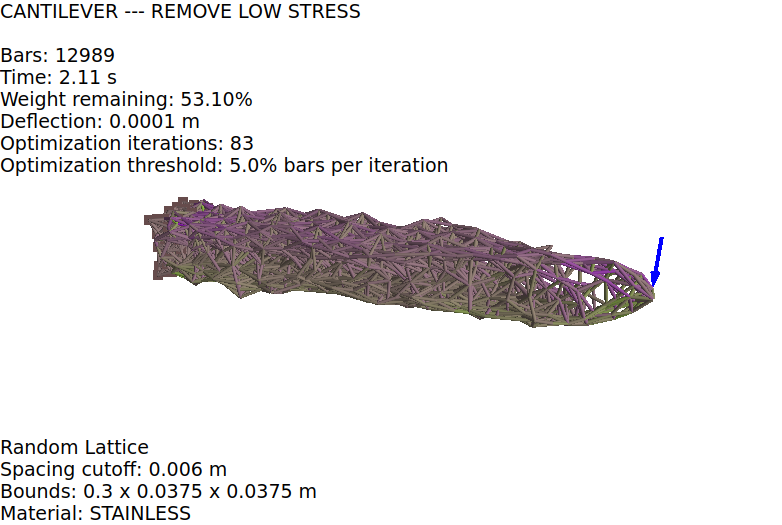 CANTILEVER --- REMOVE LOW STRESS
Bars: 12989
Time: 2.11 s
Weight remaining: 53.10%
Deflection: 0.0001 m
Optimization iterations: 83
Optimization threshold: 5.0% bars per iteration
Random Lattice
Spacing cutoff: 0.006 m
Bounds: 0.3 x 0.0375 x 0.0375 m
Material: STAINLESS